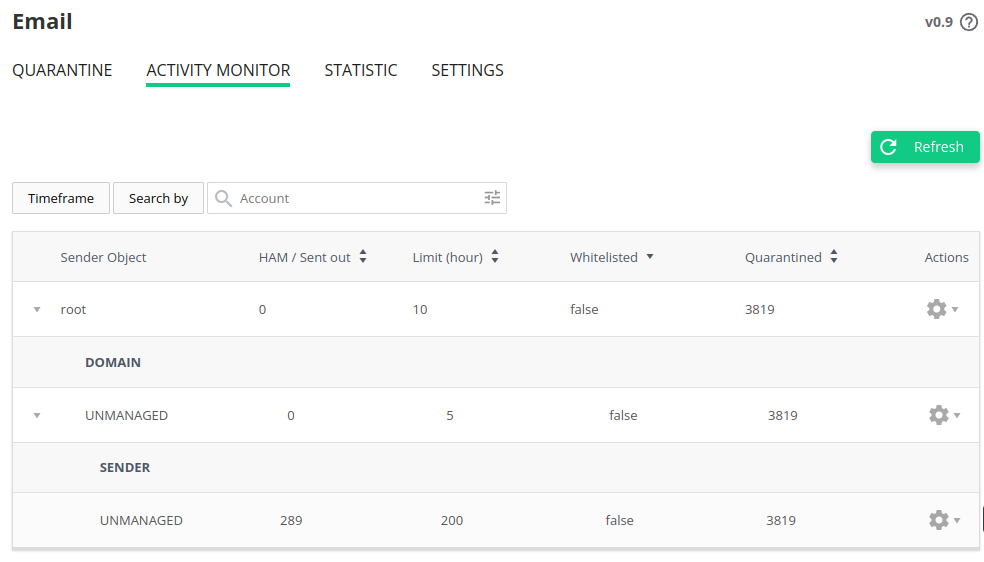 Email
v0.9
QUARANTINE ACTIVITY MONITOR STATISTIC SETTINGS
Refresh
Timeframe Search by Account
Sender Object HAM / Sent out Limit (hour) Whitelisted Quarantined Actions
root 0 10 false 3819
DOMAIN
UNMANAGED 0 5 false 3819
SENDER
UNMANAGED 289 200 false 3819